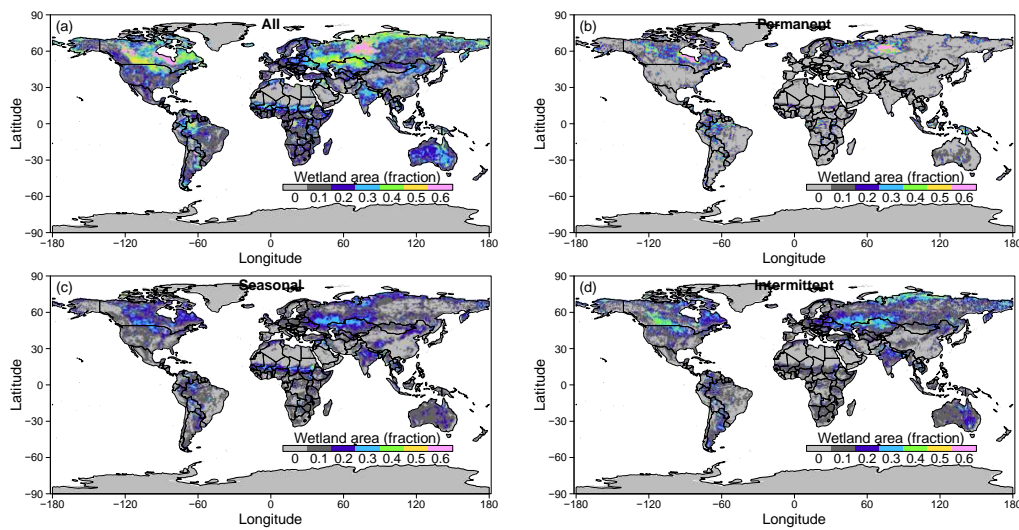 (a) All
90
60
30
0
−30
−60
−90
Latitude
Wetland area (fraction)
0 0.1 0.2 0.3 0.4 0.5 0.6
−180 −120 −60 0 60 120 180
Longitude
(b) Permanent
90
60
30
0
−30
−60
−90
Latitude
Wetland area (fraction)
0 0.1 0.2 0.3 0.4 0.5 0.6
−180 −120 −60 0 60 120 180
Longitude
(c) Seasonal
90
60
30
0
−30
−60
−90
Latitude
Wetland area (fraction)
0 0.1 0.2 0.3 0.4 0.5 0.6
−180 −120 −60 0 60 120 180
Longitude
(d) Intermittent
90
60
30
0
−30
−60
−90
Latitude
Wetland area (fraction)
0 0.1 0.2 0.3 0.4 0.5 0.6
−180 −120 −60 0 60 120 180
Longitude